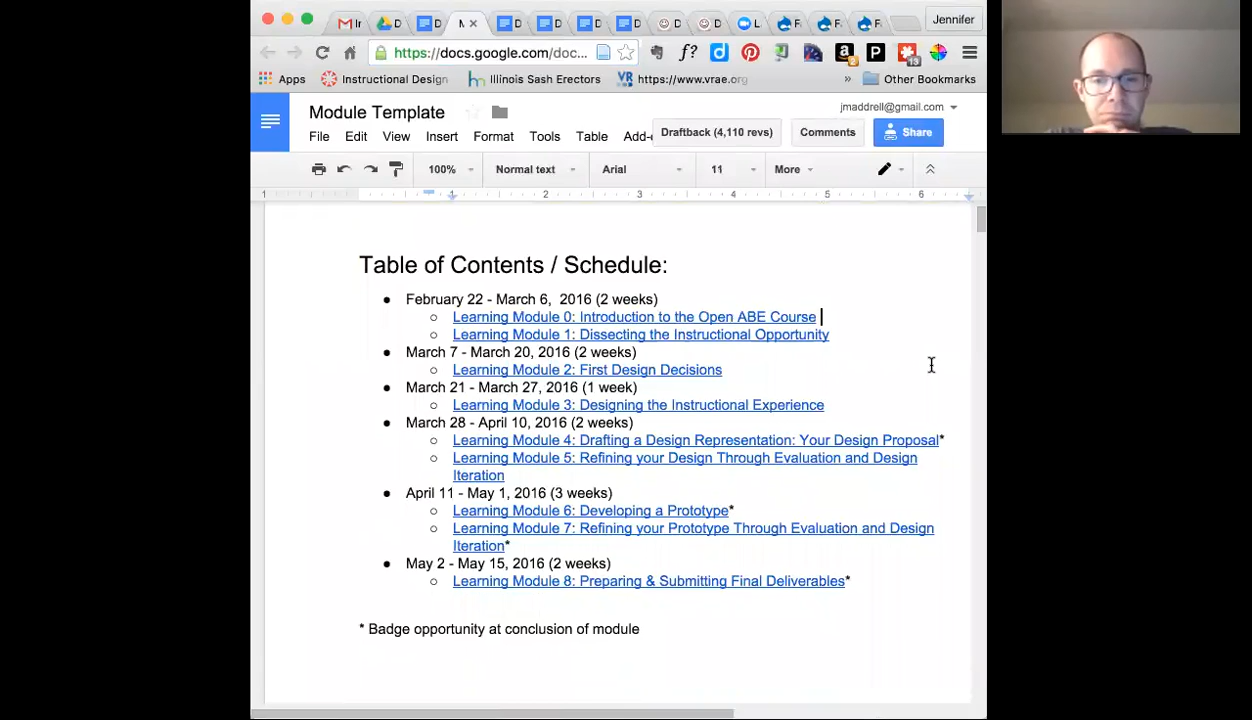 Jennifer
https://docs.google.com/doc...
Apps Instructional Design Illinois Sash Erectors https://www.vrae.org » Other Bookmarks
Module Template
jmaddrell@gmail.com
File Edit View Insert Format Tools Table Add-
Draftback (4,110 revs) Comments Share
100% Normal text Arial 11 More
1 1 2 3 4 5 6
Table of Contents / Schedule:
● February 22 - March 6, 2016 (2 weeks)
○ Learning Module 0: Introduction to the Open ABE Course
○ Learning Module 1: Dissecting the Instructional Opportunity
● March 7 - March 20, 2016 (2 weeks)
○ Learning Module 2: First Design Decisions
● March 21 - March 27, 2016 (1 week)
○ Learning Module 3: Designing the Instructional Experience
● March 28 - April 10, 2016 (2 weeks)
○ Learning Module 4: Drafting a Design Representation: Your Design Proposal*
○ Learning Module 5: Refining your Design Through Evaluation and Design
Iteration
● April 11 - May 1, 2016 (3 weeks)
○ Learning Module 6: Developing a Prototype*
○ Learning Module 7: Refining your Prototype Through Evaluation and Design
Iteration*
● May 2 - May 15, 2016 (2 weeks)
○ Learning Module 8: Preparing & Submitting Final Deliverables*
* Badge opportunity at conclusion of module